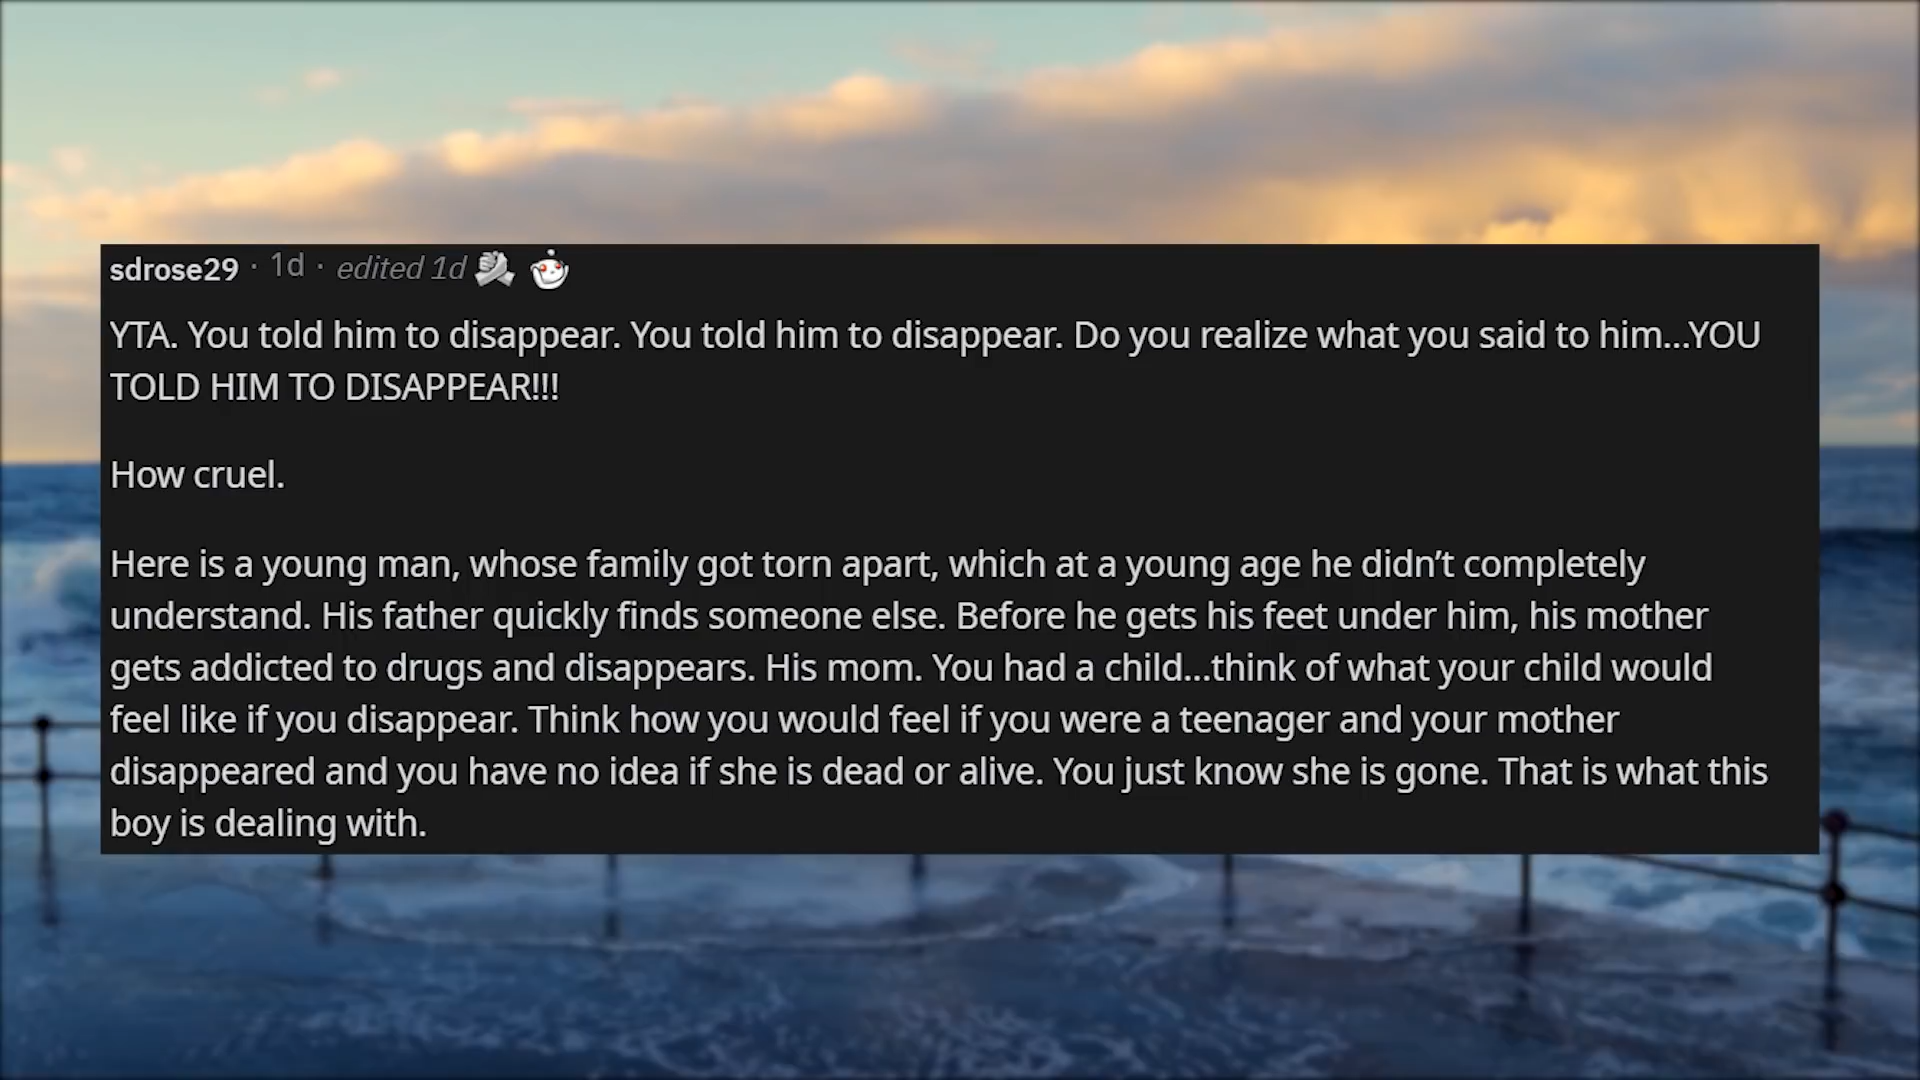 sdrose29 · 1d · edited 1d
YTA. You told him to disappear. You told him to disappear. Do you realize what you said to him...YOU
TOLD HIM TO DISAPPEAR!!!
How cruel.
Here is a young man, whose family got torn apart, which at a young age he didn’t completely
understand. His father quickly finds someone else. Before he gets his feet under him, his mother
gets addicted to drugs and disappears. His mom. You had a child...think of what your child would
feel like if you disappear. Think how you would feel if you were a teenager and your mother
disappeared and you have no idea if she is dead or alive. You just know she is gone. That is what this
boy is dealing with.